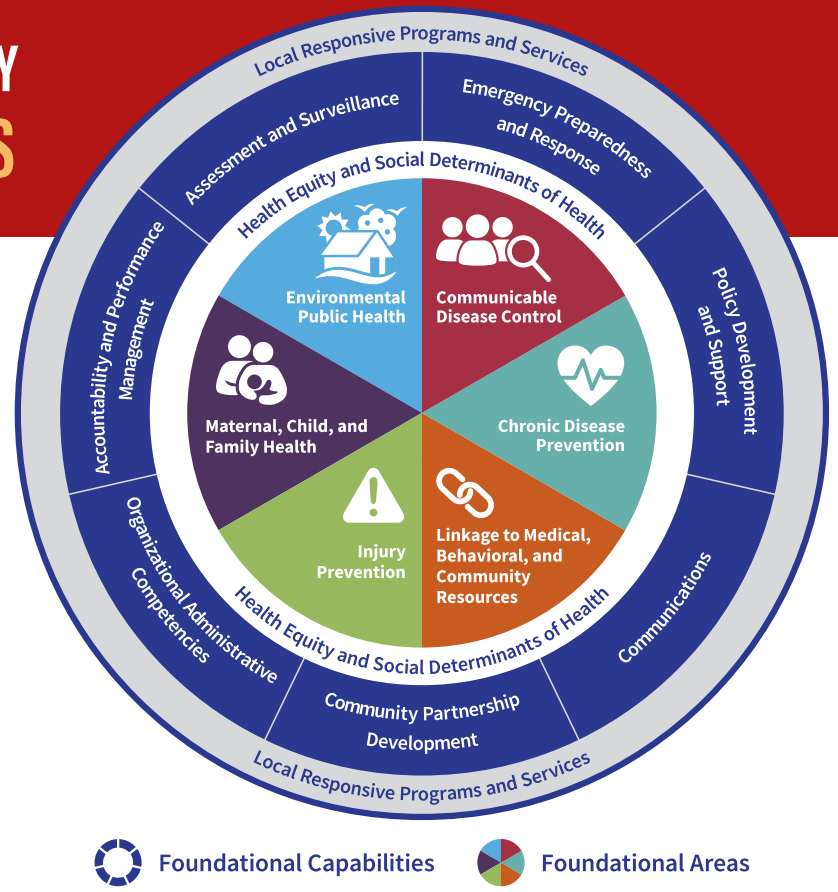 Y
S
Local Responsive Programs and Services
Assessment and Surveillance
Emergency Preparedness
and Response
Policy Development
and Support
Communications
Community Partnership
Development
Organizational Administrative
Competencies
Accountability and Performance
Management
Health Equity and Social Determinants of Health
Environmental
Public Health
Communicable
Disease Control
Chronic Disease
Prevention
Linkage to Medical,
Behavioral, and
Community
Resources
Injury
Prevention
Maternal, Child, and
Family Health
Health Equity and Social Determinants of Health
Local Responsive Programs and Services
Foundational Capabilities
Foundational Areas